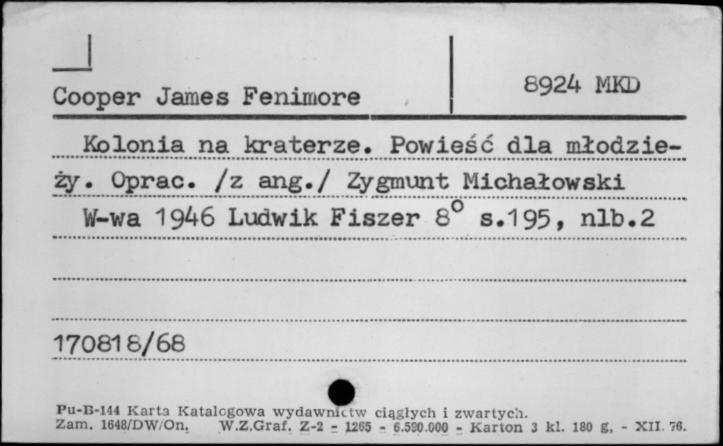 Cooper James Fenimore
8924 MKD
Kolonia na kraterze. Powieść dla młodzie-
ży. Oprac. /z ang./ Zygmunt Michałowski
W-wa 1946 Ludwik Fiszer 8° s.195, nlb.2
170818/68
Pu-B-144 Karta Katalogowa wydawnictw ciągłych i zwartych.
Zam. 1648/DW/On. W.Z.Graf. Z-2 - 1265 - 6.590.000 - Karton 3 kl. 180 g, - XII. 76.